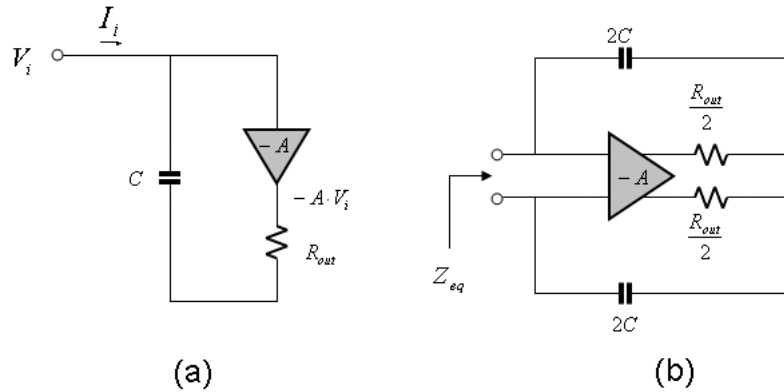 I_i
V_i
C
− A
− A · V_i
R_out
(a)
2C
R_out
2
− A
R_out
2
Z_eq
2C
(b)